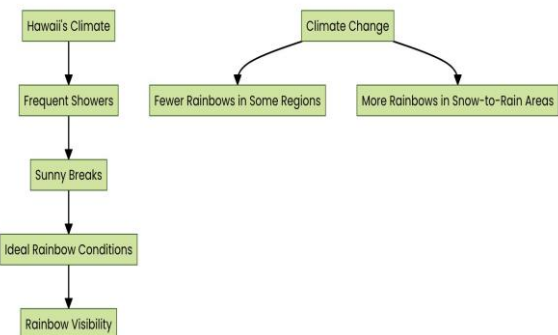 Hawaii's Climate
Climate Change
Frequent Showers
Fewer Rainbows in Some Regions
More Rainbows in Snow-to-Rain Areas
Sunny Breaks
Ideal Rainbow Conditions
Rainbow Visibility